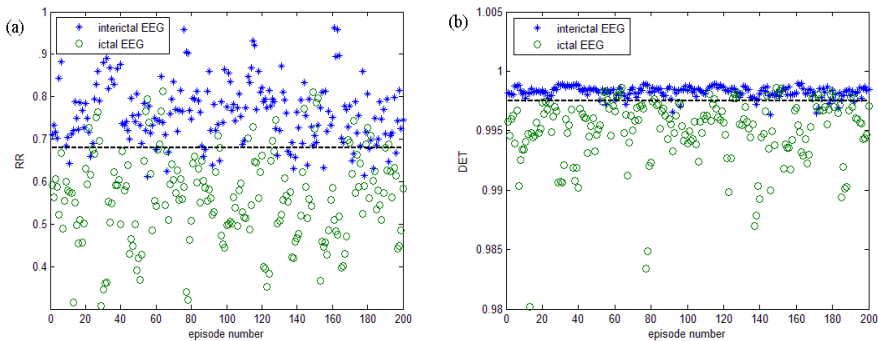 (a)
interictal EEG
ictal EEG
1
.9
0.8
0.7
0.6
0.5
0.4
RR
0 20 40 60 80 100 120 140 160 180 200
episode number
(b)
interictal EEG
ictal EEG
1.005
1
0.995
0.99
0.985
0.98
DET
0 20 40 60 80 100 120 140 160 180 200
episode number